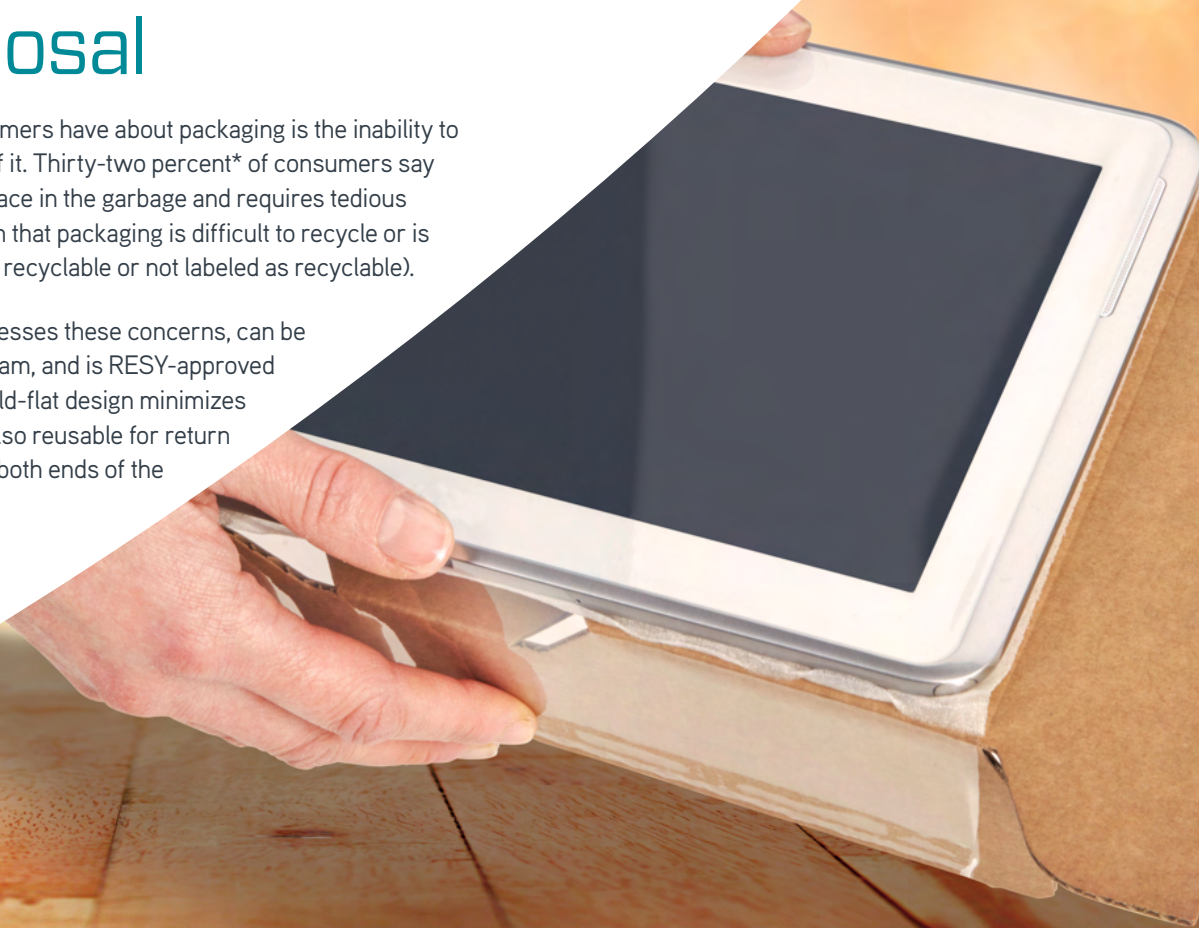 osal
mers have about packaging is the inability to
f it. Thirty-two percent* of consumers say
ace in the garbage and requires tedious
n that packaging is difficult to recycle or is
recyclable or not labeled as recyclable).
esses these concerns, can be
am, and is RESY-approved
ld-flat design minimizes
lso reusable for return
both ends of the